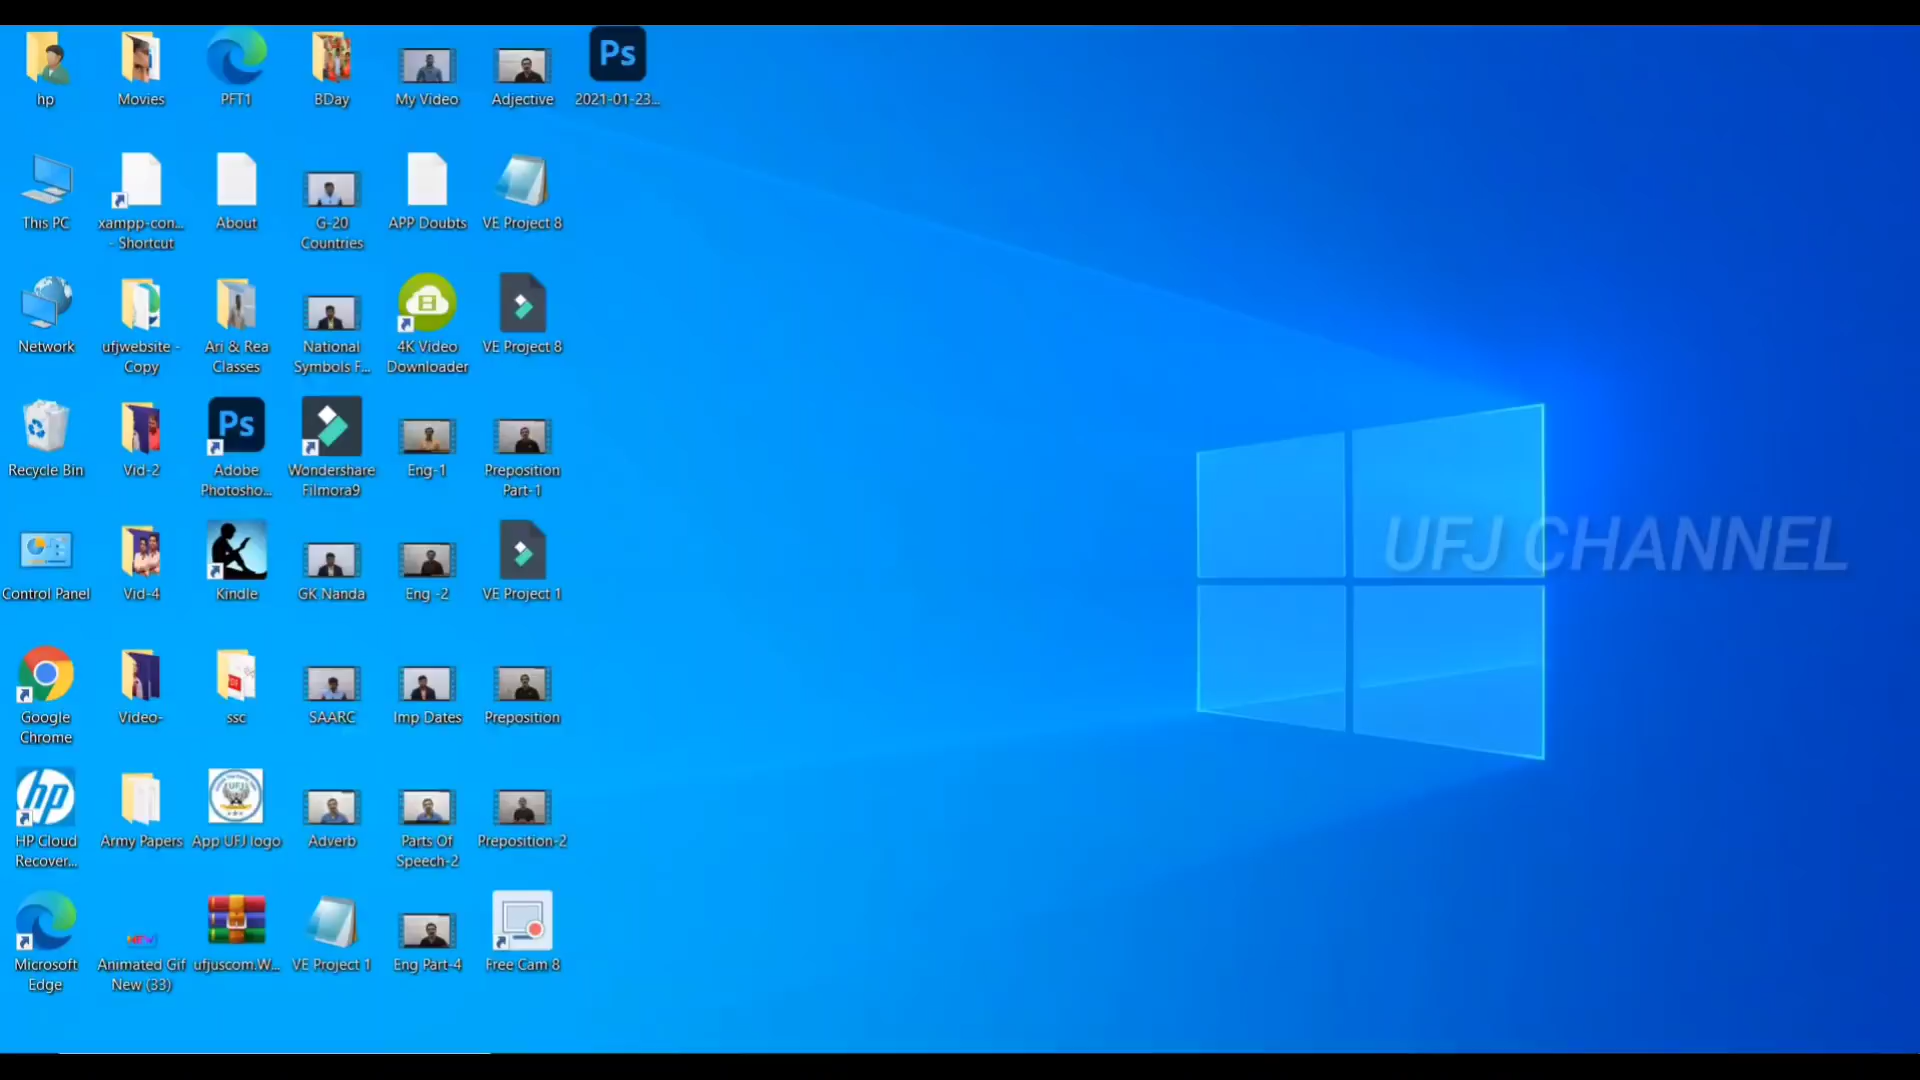 hp
Movies
PFT1
BDay
My Video
Adjective
Ps
2021-01-23...
This PC
xampp-con...
- Shortcut
About
G-20
Countries
APP Doubts
VE Project 8
Network
ufjwebsite -
Copy
Ari & Rea
Classes
National
Symbols F...
4K Video
Downloader
VE Project 8
Recycle Bin
Vid-2
Ps
Adobe
Photosho...
Wondershare
Filmora9
Eng-1
Preposition
Part-1
Control Panel
Vid-4
Kindle
GK Nanda
Eng -2
VE Project 1
UFJ CHANNEL
Google
Chrome
Video-
PDF
ssc
SAARC
Imp Dates
Preposition
hp
HP Cloud
Recover...
Army Papers
UFJ
App UFJ logo
Adverb
Parts Of
Speech-2
Preposition-2
Microsoft
Edge
NEW
Animated Gif
New (33)
ufjuscom.W...
VE Project 1
Eng Part-4
Free Cam 8